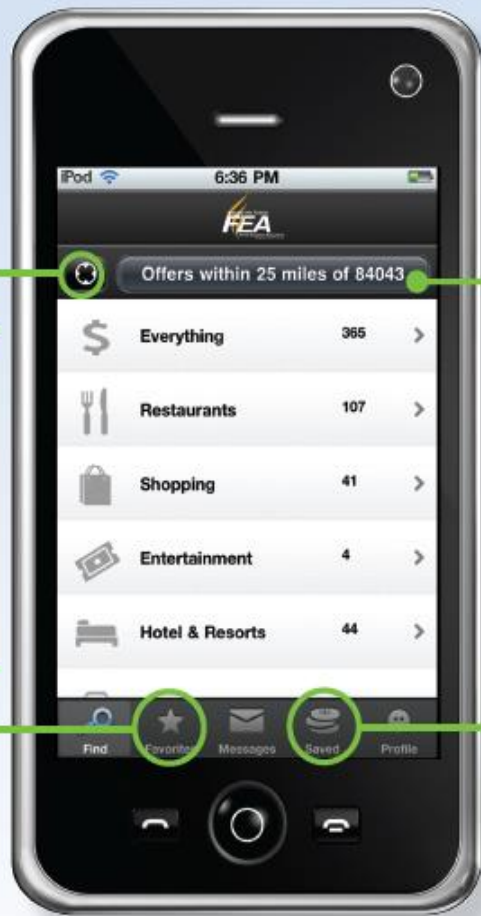 iPod 6:36 PM
FEA
Offers within 25 miles of 84043
Everything 365
Restaurants 107
Shopping 41
Entertainment 4
Hotel & Resorts 44
Find Favorites Messages Saved Profile